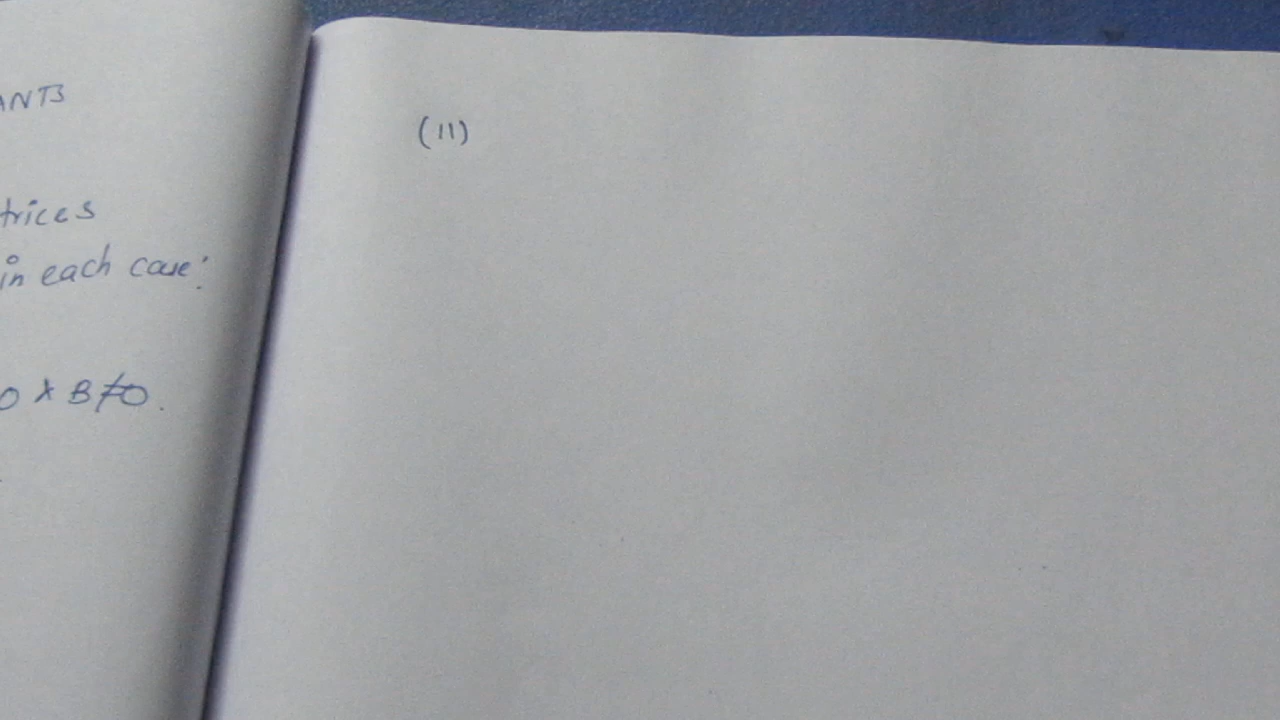 ANTS
trices
in each case:
0 & B≠0.
(11)